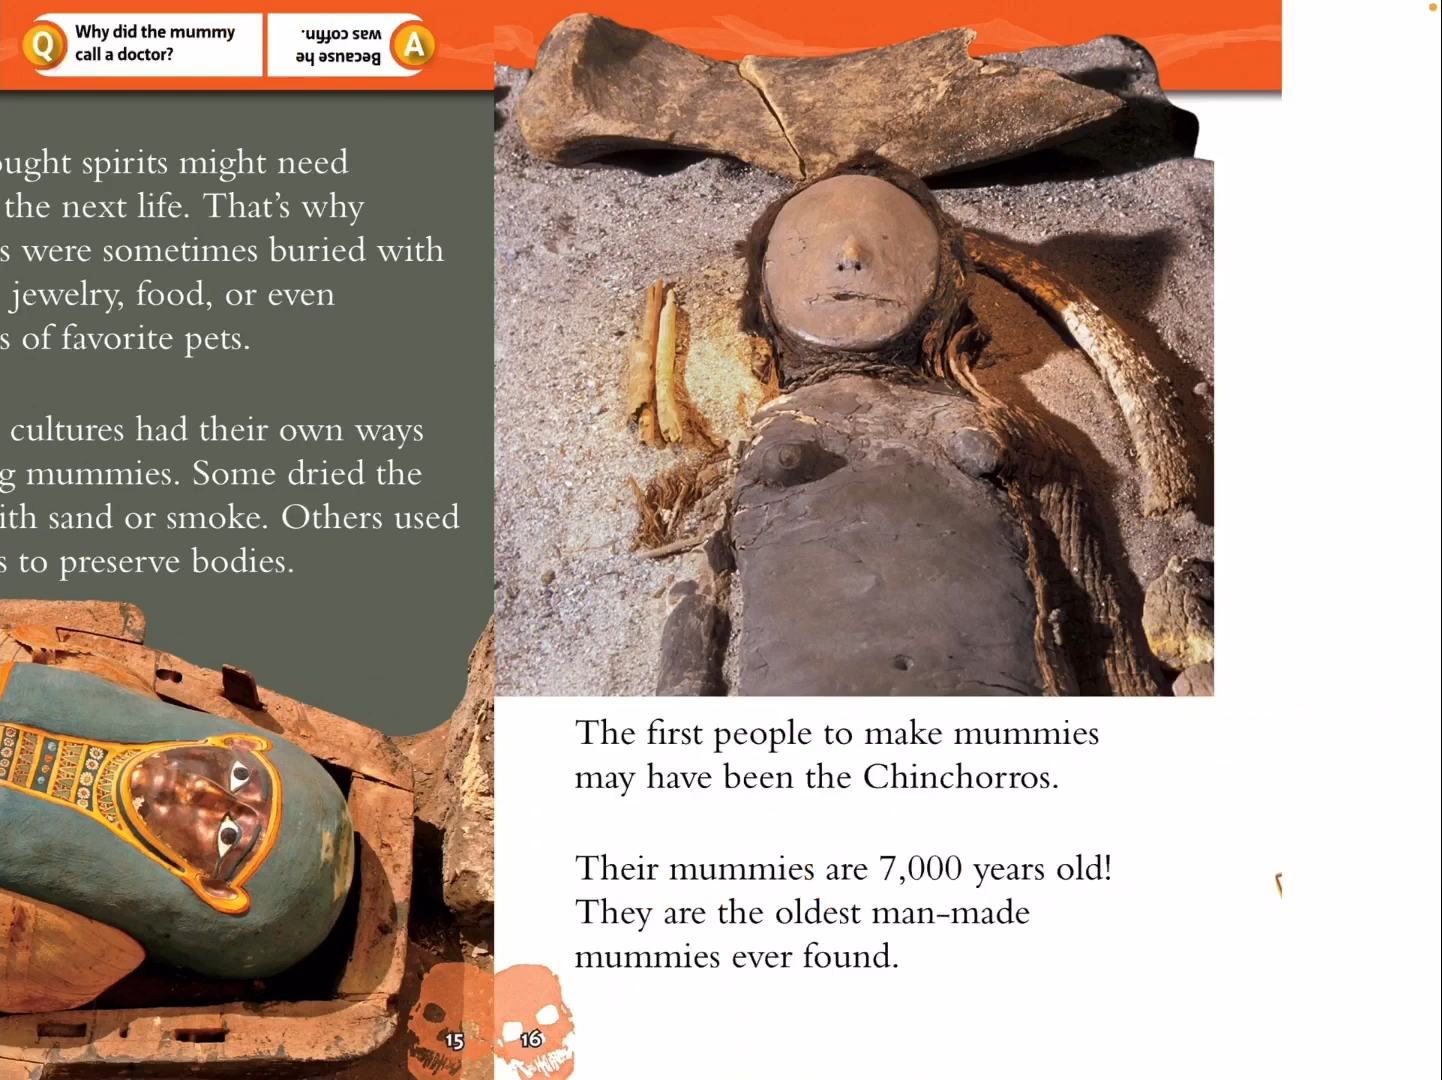 Q
Why did the mummy
call a doctor?
A
Because he
was coffin.
ought spirits might need
the next life. That's why
s were sometimes buried with
jewelry, food, or even
s of favorite pets.
cultures had their own ways
g mummies. Some dried the
ith sand or smoke. Others used
s to preserve bodies.
15
The first people to make mummies
may have been the Chinchorros.
Their mummies are 7,000 years old!
They are the oldest man-made
mummies ever found.
16